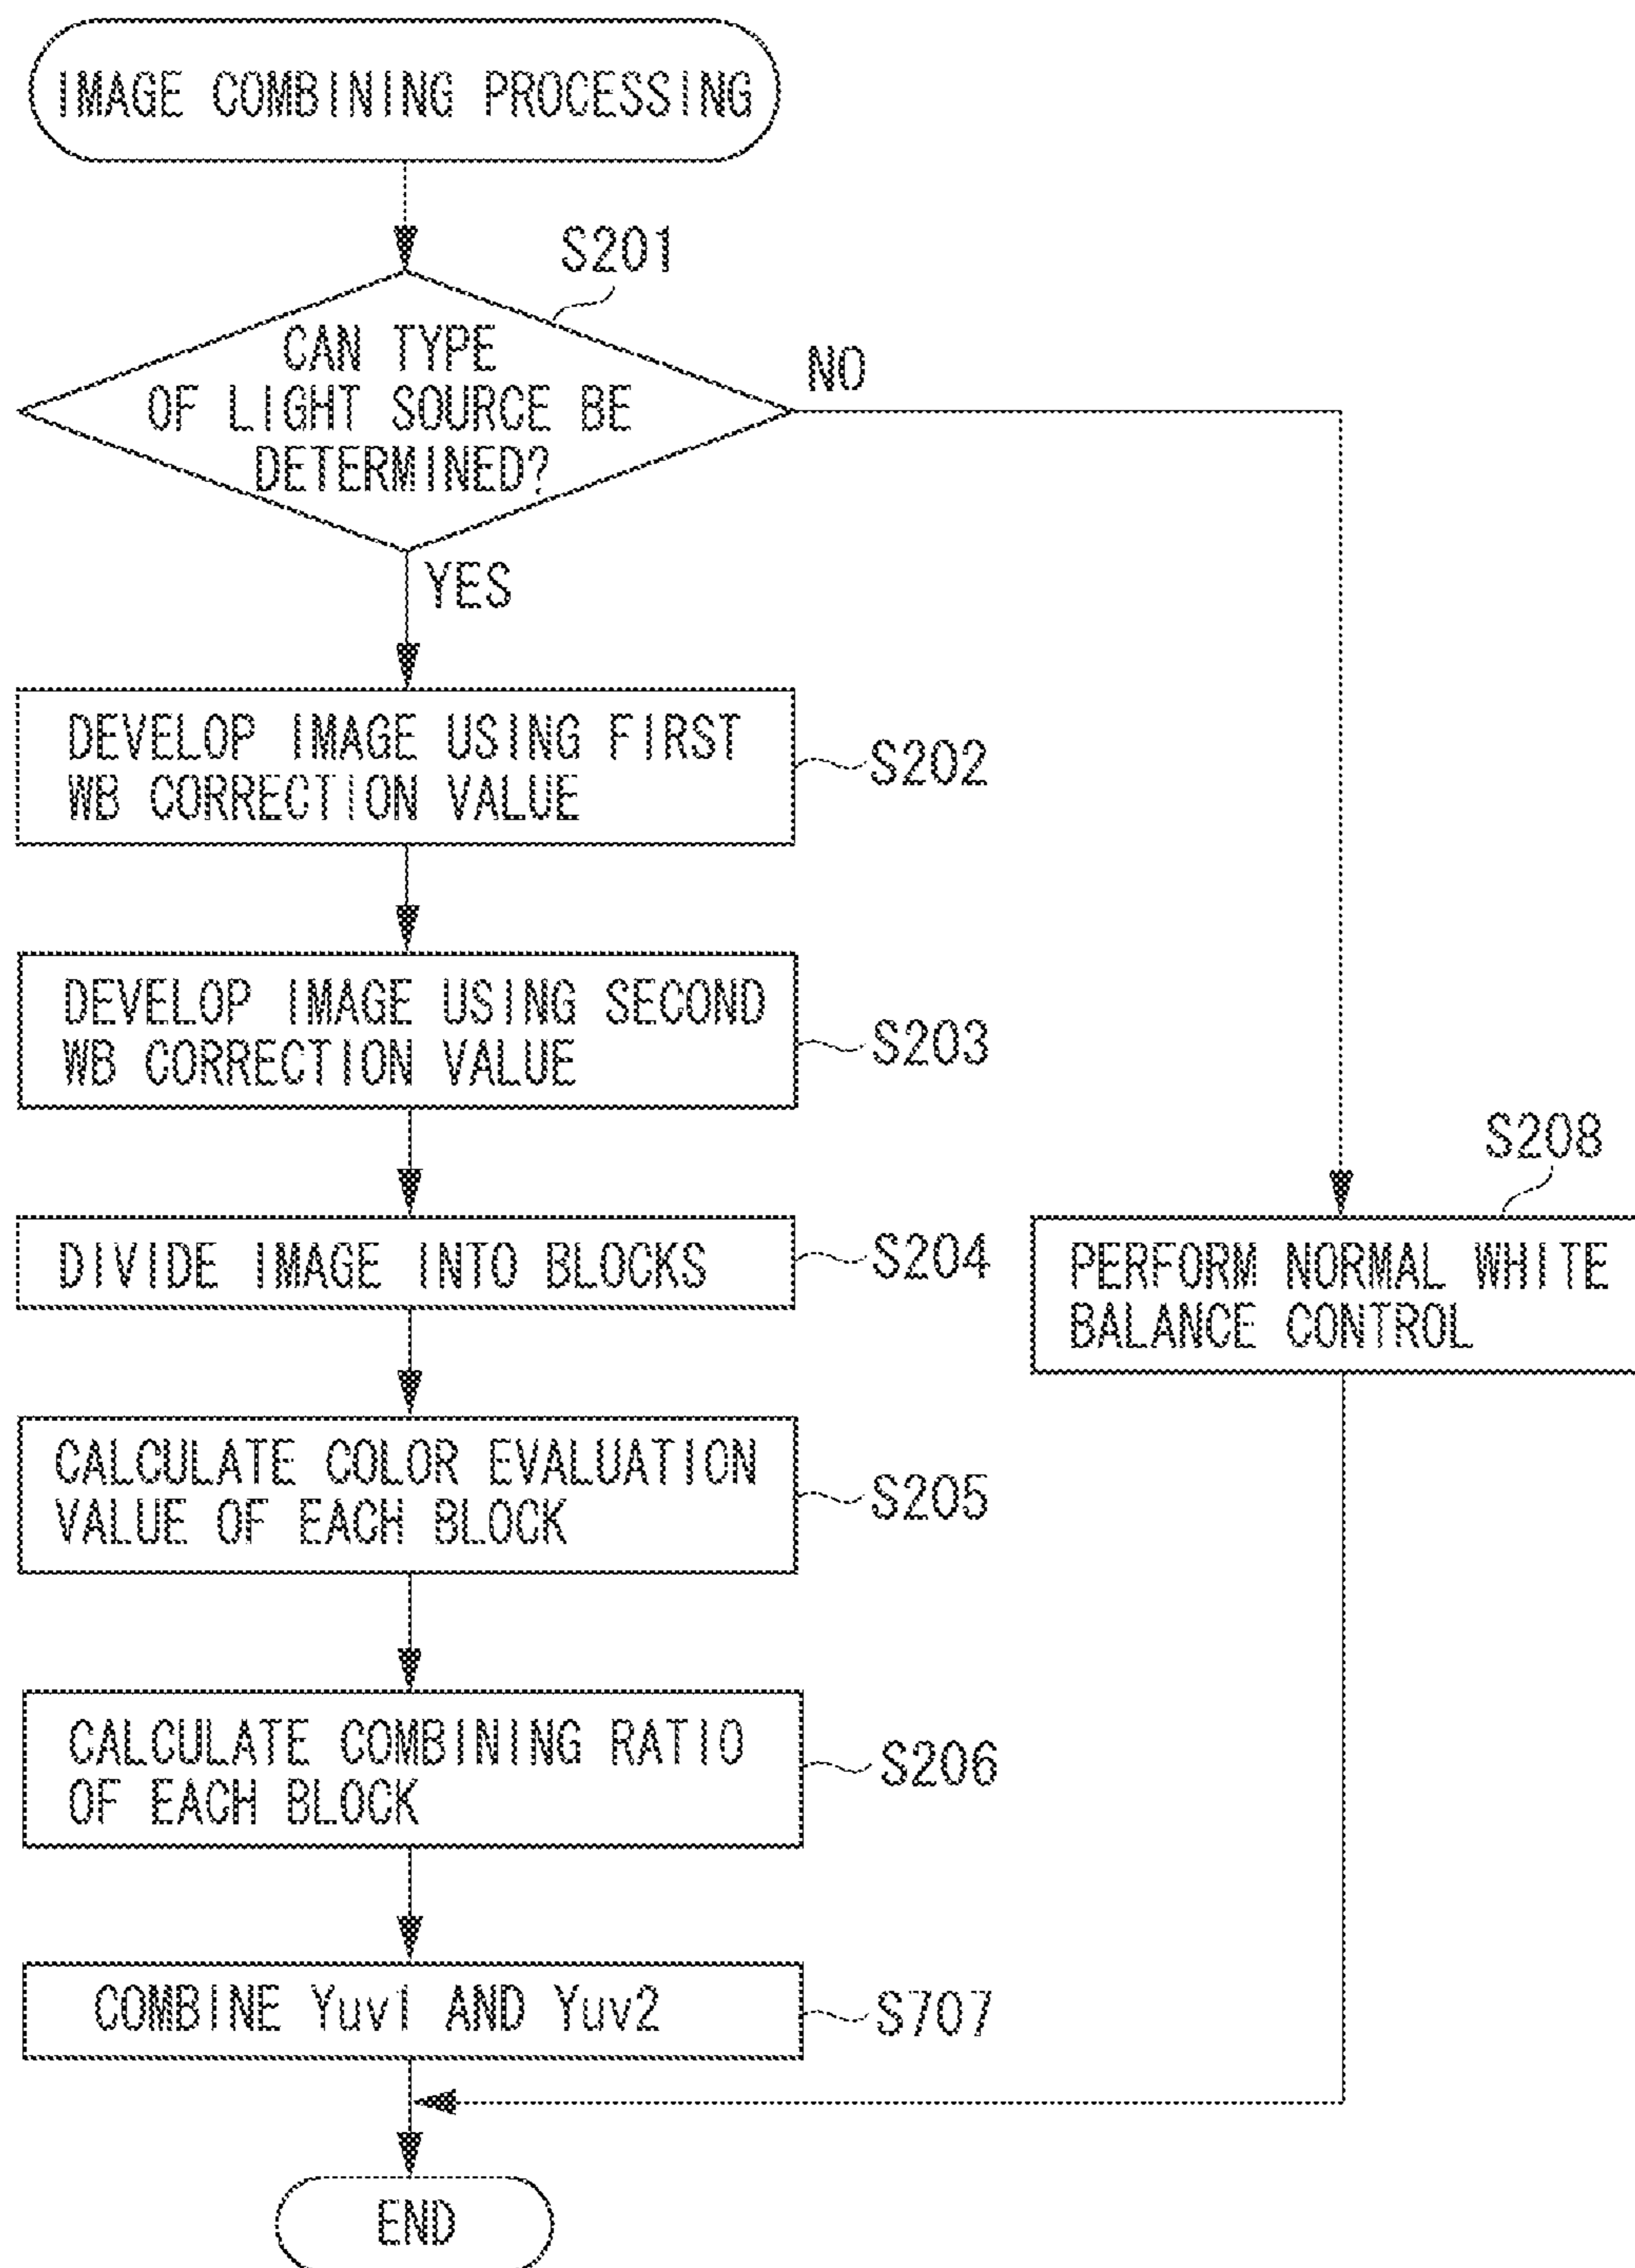 IMAGE COMBINING PROCESSING
S201
CAN TYPE
OF LIGHT SOURCE BE
DETERMINED?
NO
YES
DEVELOP IMAGE USING FIRST
WB CORRECTION VALUE
S202
DEVELOP IMAGE USING SECOND
WB CORRECTION VALUE
S203
DIVIDE IMAGE INTO BLOCKS
S204
S208
PERFORM NORMAL WHITE
BALANCE CONTROL
CALCULATE COLOR EVALUATION
VALUE OF EACH BLOCK
S205
CALCULATE COMBINING RATIO
OF EACH BLOCK
S206
COMBINE Yuv1 AND Yuv2
S707
END